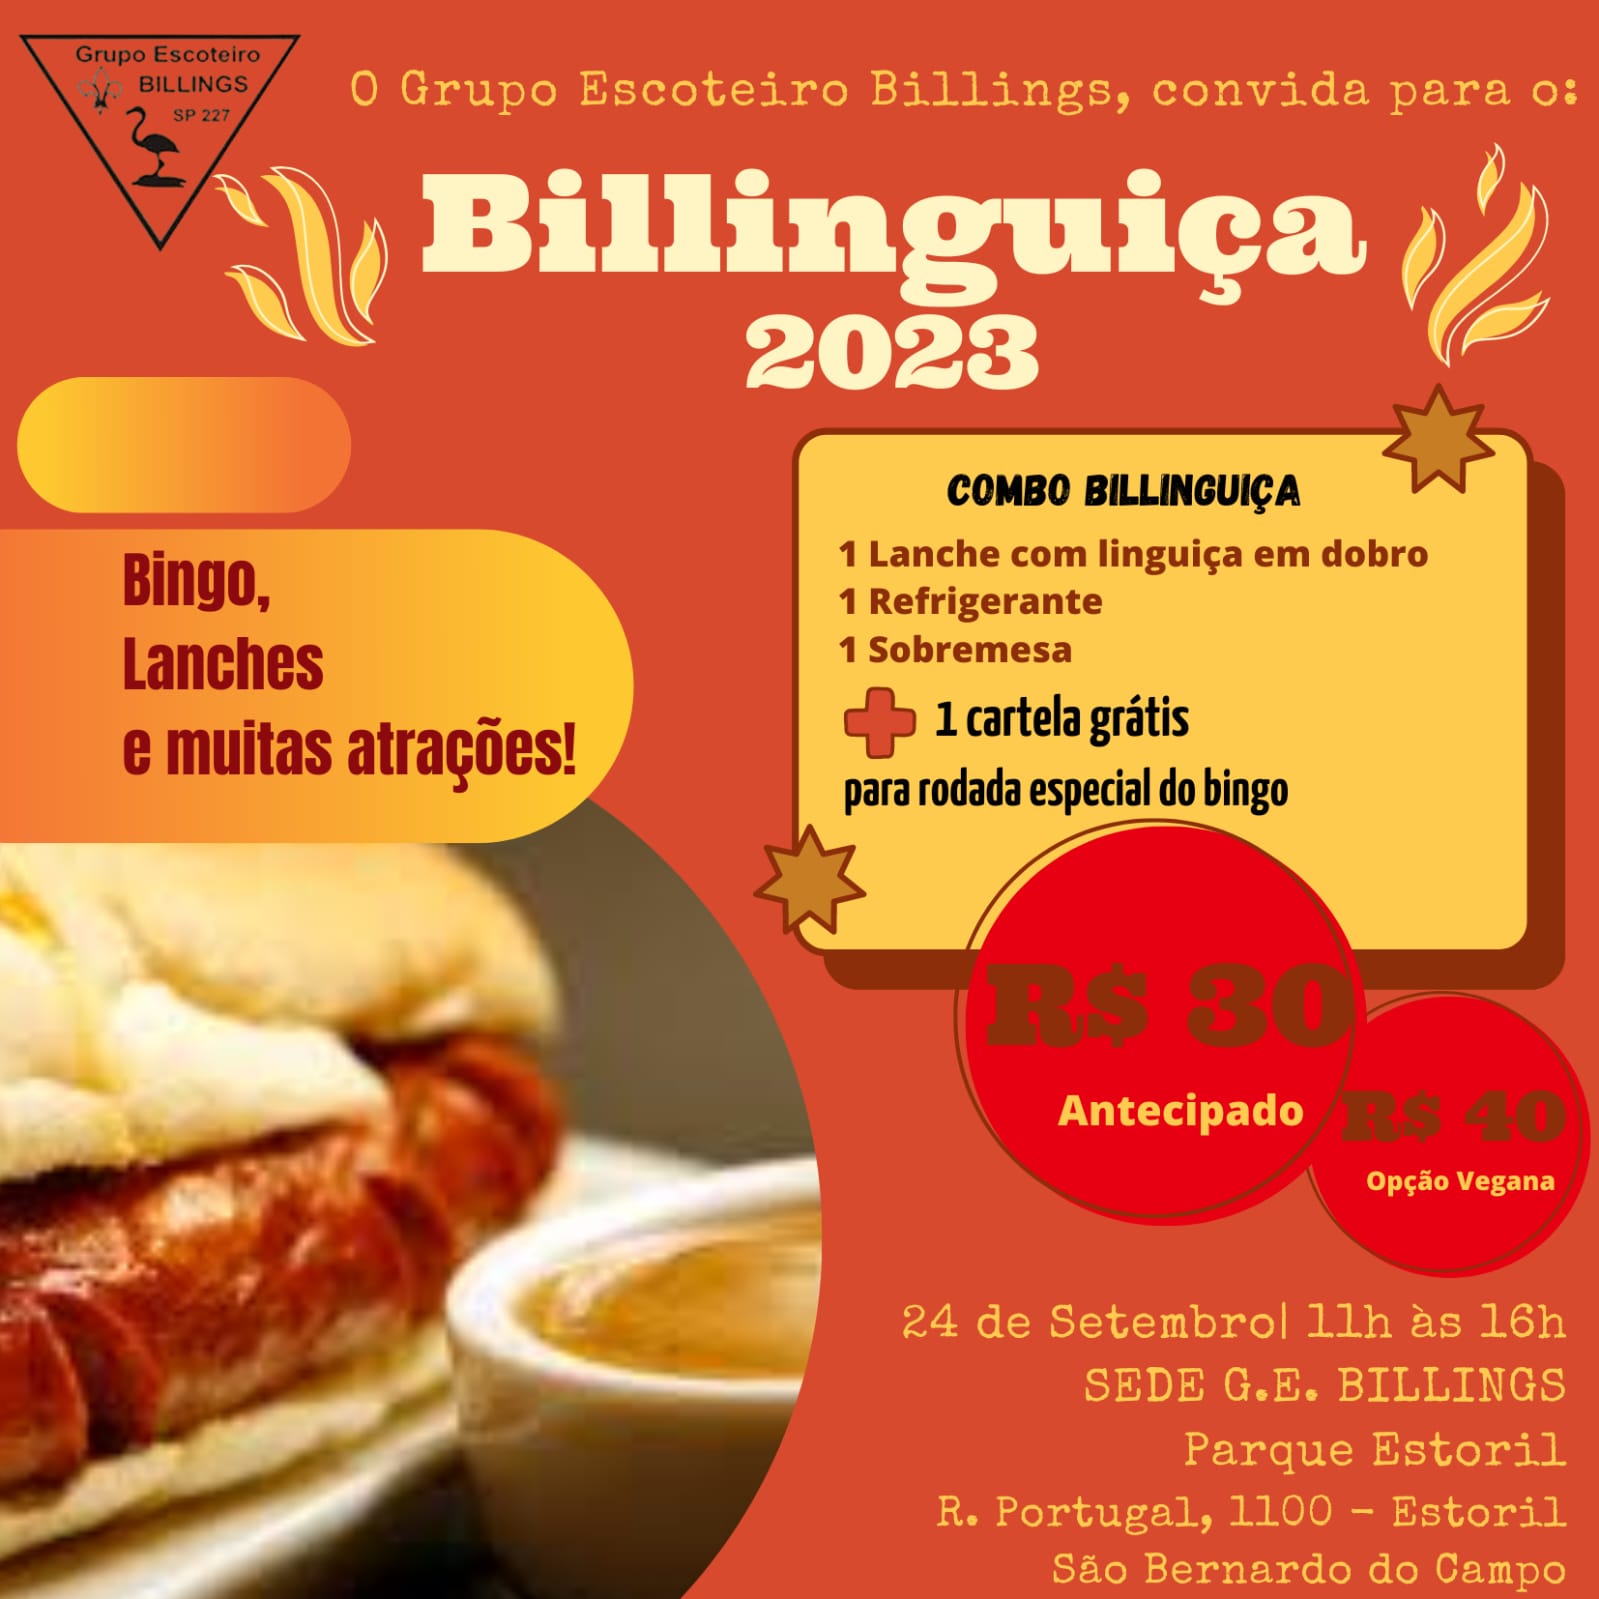 Grupo Escoteiro
BILLINGS
SP 227
O Grupo Escoteiro Billings, convida para o:
Billinguiça
2023
Bingo,
Lanches
e muitas atrações!
COMBO BILLINGUIÇA
1 Lanche com linguiça em dobro
1 Refrigerante
1 Sobremesa
1 cartela grátis
para rodada especial do bingo
R$ 30
Antecipado
R$ 40
Opção Vegana
24 de Setembro| 11h às 16h
SEDE G.E. BILLINGS
Parque Estoril
R. Portugal, 1100 - Estoril
São Bernardo do Campo